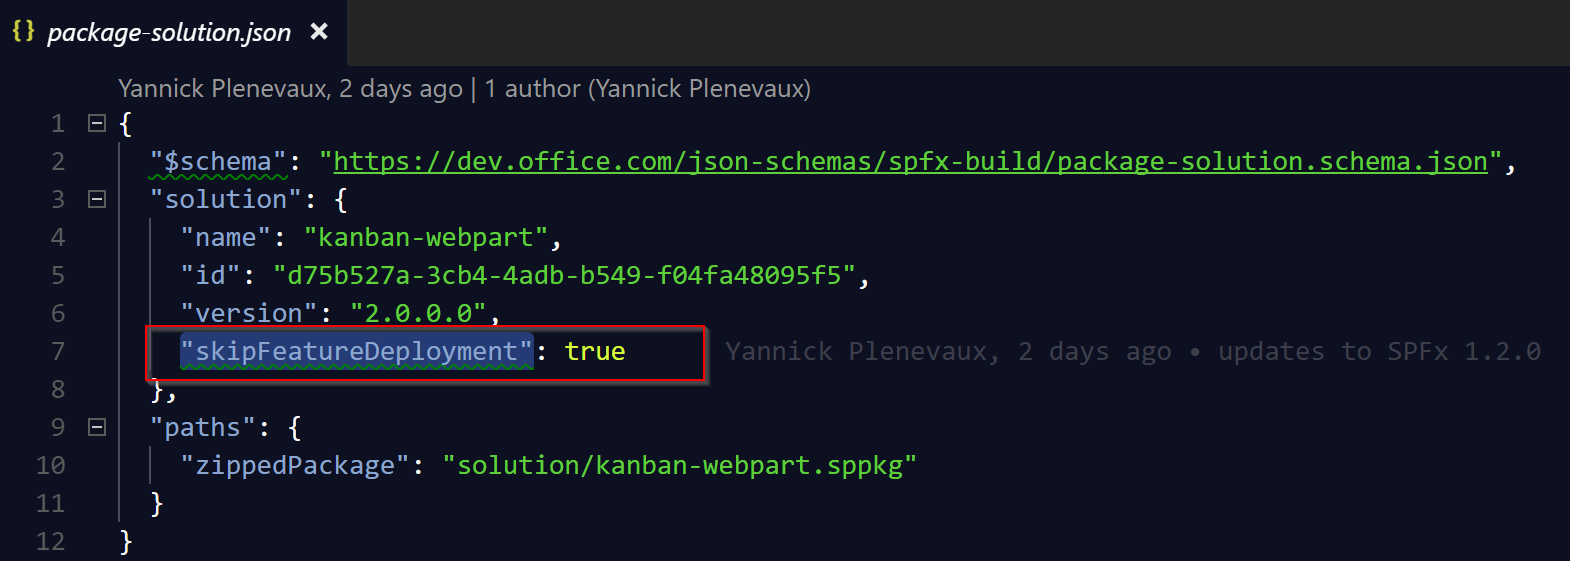 {} package-solution.json ×
Yannick Plenevaux, 2 days ago | 1 author (Yannick Plenevaux)
1 {
2 "$schema": "https://dev.office.com/json-schemas/spfx-build/package-solution.schema.json",
3 "solution": {
4 "name": "kanban-webpart",
5 "id": "d75b527a-3cb4-4adb-b549-f04fa48095f5",
6 "version": "2.0.0.0",
7 "skipFeatureDeployment": true Yannick Plenevaux, 2 days ago • updates to SPFx 1.2.0
8 },
9 "paths": {
10 "zippedPackage": "solution/kanban-webpart.sppkg"
11 }
12 }